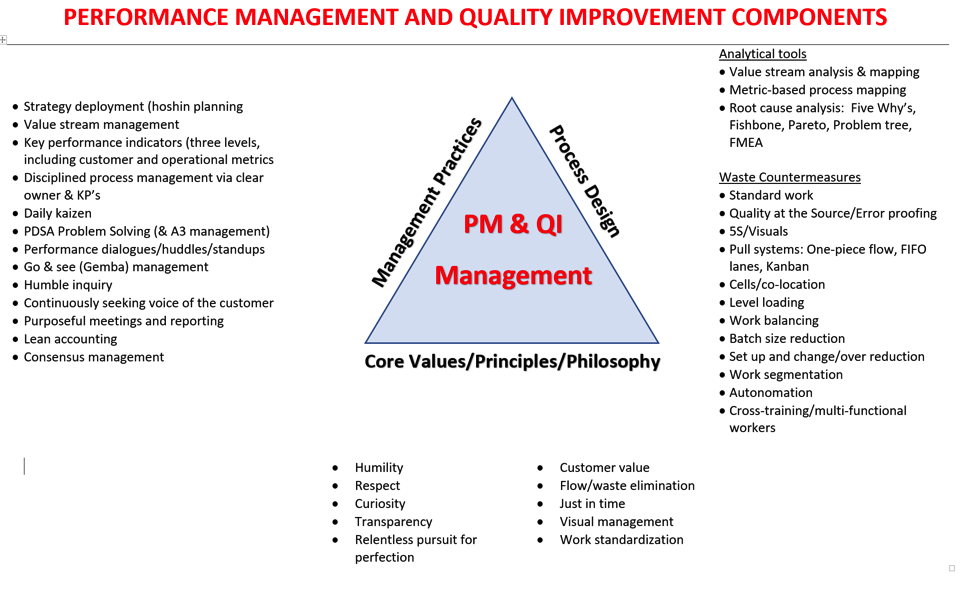 PERFORMANCE MANAGEMENT AND QUALITY IMPROVEMENT COMPONENTS
• Strategy deployment (hoshin planning
• Value stream management
• Key performance indicators (three levels,
including customer and operational metrics
• Disciplined process management via clear
owner & KP's
• Daily kaizen
• PDSA Problem Solving (& A3 management)
• Performance dialogues/huddles/standups
• Go & see (Gemba) management
• Humble inquiry
• Continuously seeking voice of the customer
• Purposeful meetings and reporting
• Lean accounting
• Consensus management
Management Practices
Process Design
PM & QI
Management
Core Values/Principles/Philosophy
Analytical tools
• Value stream analysis & mapping
• Metric-based process mapping
• Root cause analysis:  Five Why's,
Fishbone, Pareto, Problem tree,
FMEA
Waste Countermeasures
• Standard work
• Quality at the Source/Error proofing
• 5S/Visuals
• Pull systems: One-piece flow, FIFO
lanes, Kanban
• Cells/co-location
• Level loading
• Work balancing
• Batch size reduction
• Set up and change/over reduction
• Work segmentation
• Autonomation
• Cross-training/multi-functional
workers
• Humility
• Respect
• Curiosity
• Transparency
• Relentless pursuit for
perfection
• Customer value
• Flow/waste elimination
• Just in time
• Visual management
• Work standardization